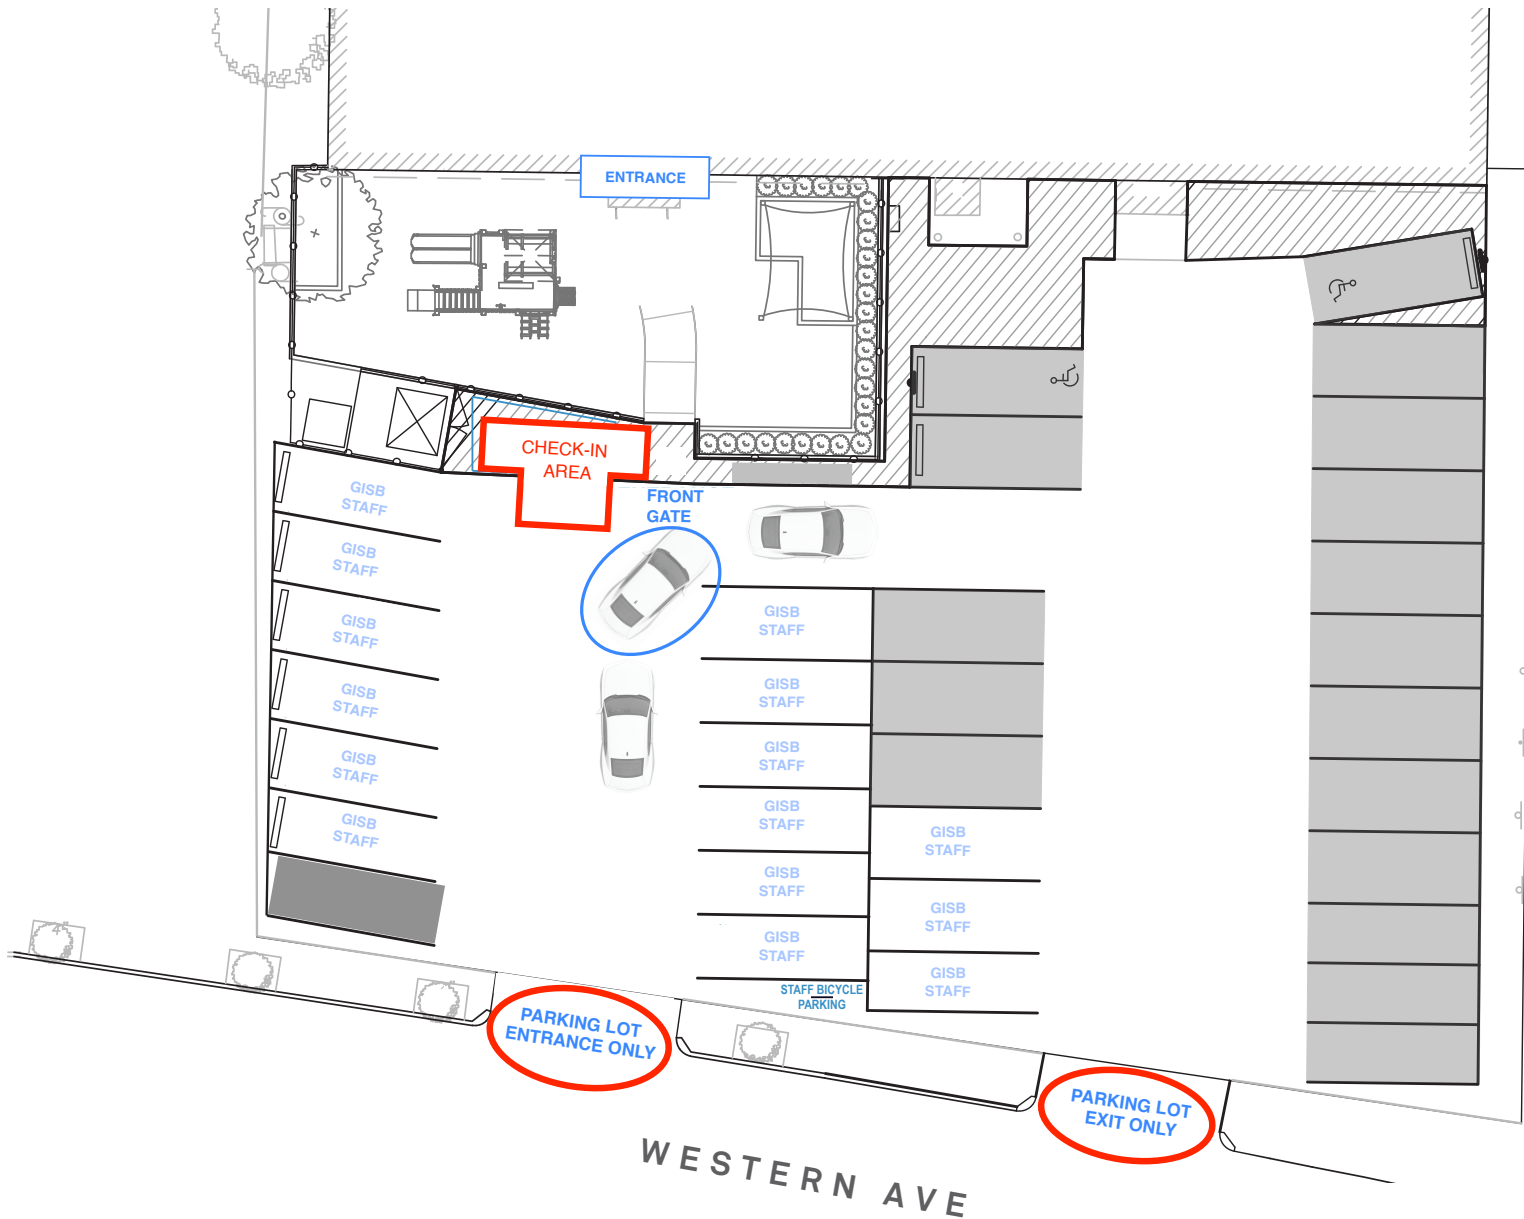 ENTRANCE
CHECK-IN
AREA
FRONT
GATE
GISB
STAFF
GISB
STAFF
GISB
STAFF
GISB
STAFF
GISB
STAFF
GISB
STAFF
GISB
STAFF
GISB
STAFF
GISB
STAFF
GISB
STAFF
GISB
STAFF
GISB
STAFF
GISB
STAFF
GISB
STAFF
GISB
STAFF
STAFF BICYCLE
PARKING
PARKING LOT
ENTRANCE ONLY
PARKING LOT
EXIT ONLY
WESTERN AVE